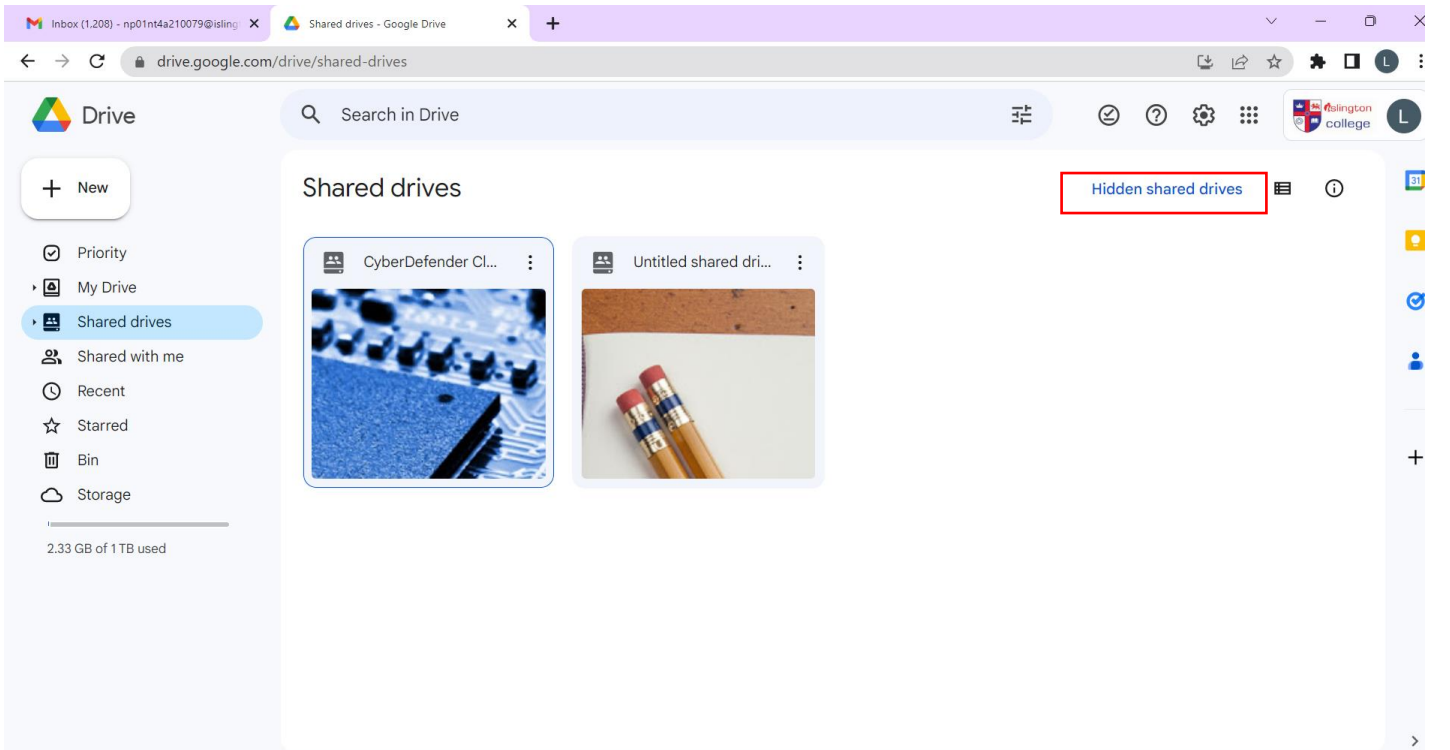 Inbox (1,208) - np01nt4a210079@isling
Shared drives - Google Drive
drive.google.com/drive/shared-drives
L
Drive
Search in Drive
islington
college
L
New
Shared drives
Hidden shared drives
31
Priority
My Drive
Shared drives
Shared with me
Recent
Starred
Bin
Storage
2.33 GB of 1 TB used
CyberDefender Cl...
Untitled shared dri...